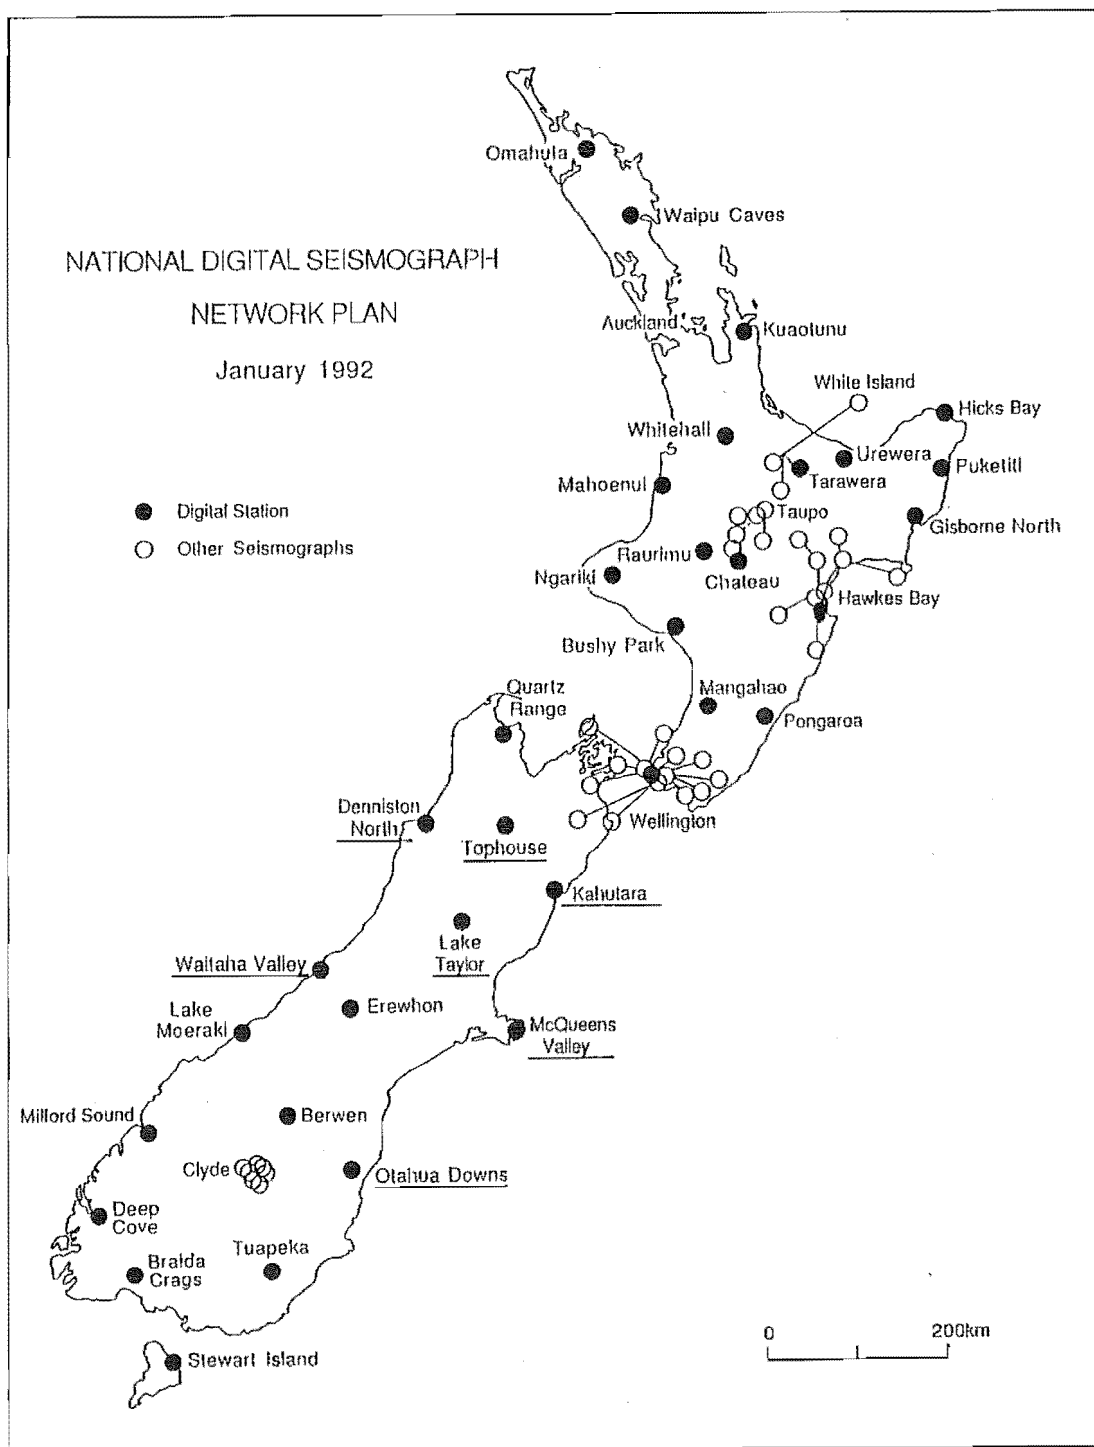 NATIONAL DIGITAL SEISMOGRAPH
NETWORK PLAN
January 1992
Digital Station
Other Seismographs
Omahuta
Waipu Caves
Auckland
Kuaotunu
White Island
Hicks Bay
Whitehall
Urewera
Puketiti
Tarawera
Mahoenui
Taupo
Gisborne North
Raurimu
Ngariki
Chateau
Hawkes Bay
Bushy Park
Quartz
Range
Mangahao
Pongaroa
Denniston
North
Wellington
Tophouse
Kahutara
Lake
Taylor
Waitaha Valley
Erewhon
Lake
Moeraki
McQueens
Valley
Milford Sound
Berwen
Clyde
Otahua Downs
Deep
Cove
Tuapeka
Braida
Crags
Stewart Island
0
200km